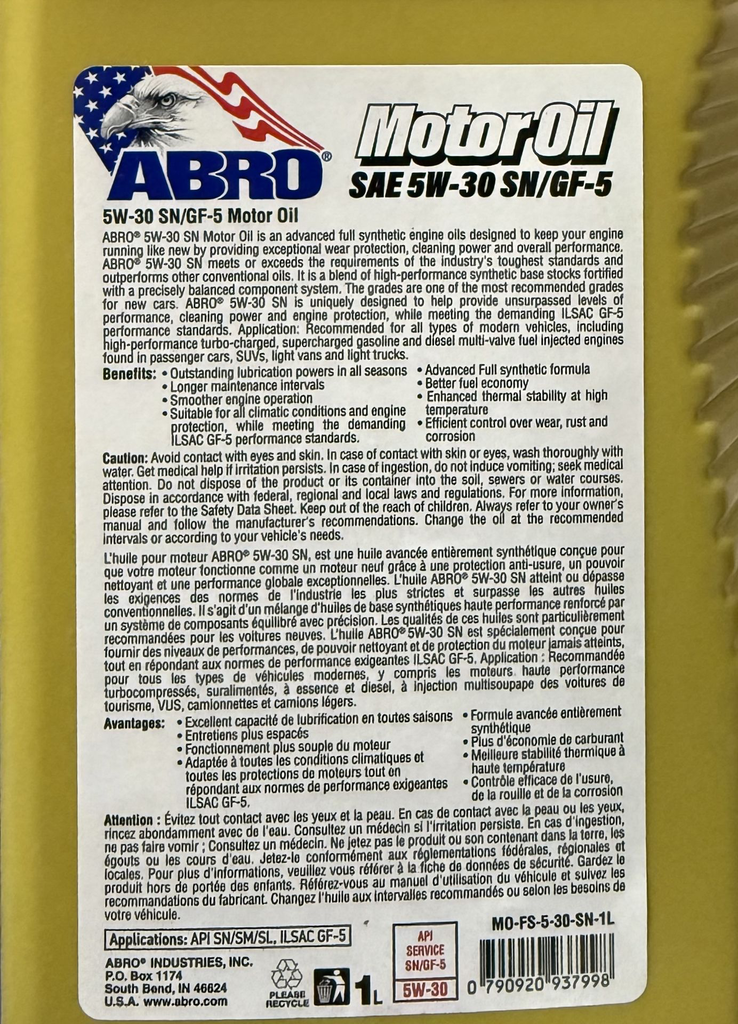 ABRO®
Motor Oil
SAE 5W-30 SN/GF-5
5W-30 SN/GF-5 Motor Oil
ABRO® 5W-30 SN Motor Oil is an advanced full synthetic engine oils designed to keep your engine
running like new by providing exceptional wear protection, cleaning power and overall performance.
ABRO® 5W-30 SN meets or exceeds the requirements of the industry's toughest standards and
outperforms other conventional oils. It is a blend of high-performance synthetic base stocks fortified
with a precisely balanced component system. The grades are one of the most recommended grades
for new cars. ABRO® 5W-30 SN is uniquely designed to help provide unsurpassed levels of
performance, cleaning power and engine protection, while meeting the demanding ILSAC GF-5
performance standards. Application: Recommended for all types of modern vehicles, including
high-performance turbo-charged, supercharged gasoline and diesel multi-valve fuel injected engines
found in passenger cars, SUVs, light vans and light trucks.
Benefits: • Outstanding lubrication powers in all seasons
• Longer maintenance intervals
• Smoother engine operation
• Suitable for all climatic conditions and engine
protection, while meeting the demanding
ILSAC GF-5 performance standards.
• Advanced Full synthetic formula
• Better fuel economy
• Enhanced thermal stability at high
temperature
• Efficient control over wear, rust and
corrosion
Caution: Avoid contact with eyes and skin. In case of contact with skin or eyes, wash thoroughly with
water. Get medical help if irritation persists. In case of ingestion, do not induce vomiting; seek medical
attention. Do not dispose of the product or its container into the soil, sewers or water courses.
Dispose in accordance with federal, regional and local laws and regulations. For more information,
please refer to the Safety Data Sheet. Keep out of the reach of children. Always refer to your owner's
manual and follow the manufacturer's recommendations. Change the oil at the recommended
intervals or according to your vehicle's needs.
L'huile pour moteur ABRO® 5W-30 SN, est une huile avancée entièrement synthétique conçue pour
que votre moteur fonctionne comme un moteur neuf grâce à une protection anti-usure, un pouvoir
nettoyant et une performance globale exceptionnelles. L'huile ABRO® 5W-30 SN atteint ou dépasse
les exigences des normes de l'industrie les plus strictes et surpasse les autres huiles
conventionnelles. Il s'agit d'un mélange d'huiles de base synthétiques haute performance renforcé par
un système de composants équilibré avec précision. Les qualités de ces huiles sont particulièrement
recommandées pour les voitures neuves. L'huile ABRO® 5W-30 SN est spécialement conçue pour
fournir des niveaux de performances, de pouvoir nettoyant et de protection du moteur jamais atteints,
tout en répondant aux normes de performance exigeantes ILSAC GF-5. Application : Recommandée
pour tous les types de véhicules modernes, y compris les moteurs haute performance
turbocompressés, suralimentés, à essence et diesel, à injection multisoupape des voitures de
tourisme, VUS, camionnettes et camions légers.
Avantages: • Excellent capacité de lubrification en toutes saisons
• Entretiens plus espacés
• Fonctionnement plus souple du moteur
• Adaptée à toutes les conditions climatiques et
toutes les protections de moteurs tout en
répondant aux normes de performance exigeantes
ILSAC GF-5.
• Formule avancée entièrement
synthétique
• Plus d'économie de carburant
• Meilleure stabilité thermique à
haute température
• Contrôle efficace de l'usure,
de la rouille et de la corrosion
Attention : Évitez tout contact avec les yeux et la peau. En cas de contact avec la peau ou les yeux,
rincez abondamment avec de l'eau. Consultez un médecin si l'irritation persiste. En cas d'ingestion,
ne pas faire vomir ; Consultez un médecin. Ne jetez pas le produit ou son contenant dans la terre, les
égouts ou les cours d'eau. Jetez-le conformément aux réglementations fédérales, régionales et
locales. Pour plus d'informations, veuillez vous référer à la fiche de données de sécurité. Gardez le
produit hors de portée des enfants. Référez-vous au manuel d'utilisation du véhicule et suivez les
recommandations du fabricant. Changez l'huile aux intervalles recommandés ou selon les besoins de
votre véhicule.
Applications: API SN/SM/SL, ILSAC GF-5
ABRO® INDUSTRIES, INC.
P.O. Box 1174
South Bend, IN 46624
U.S.A. www.abro.com
PLEASE
RECYCLE
1L
API
SERVICE
SN/GF-5
5W-30
MO-FS-5-30-SN-1L
0 790920 937998